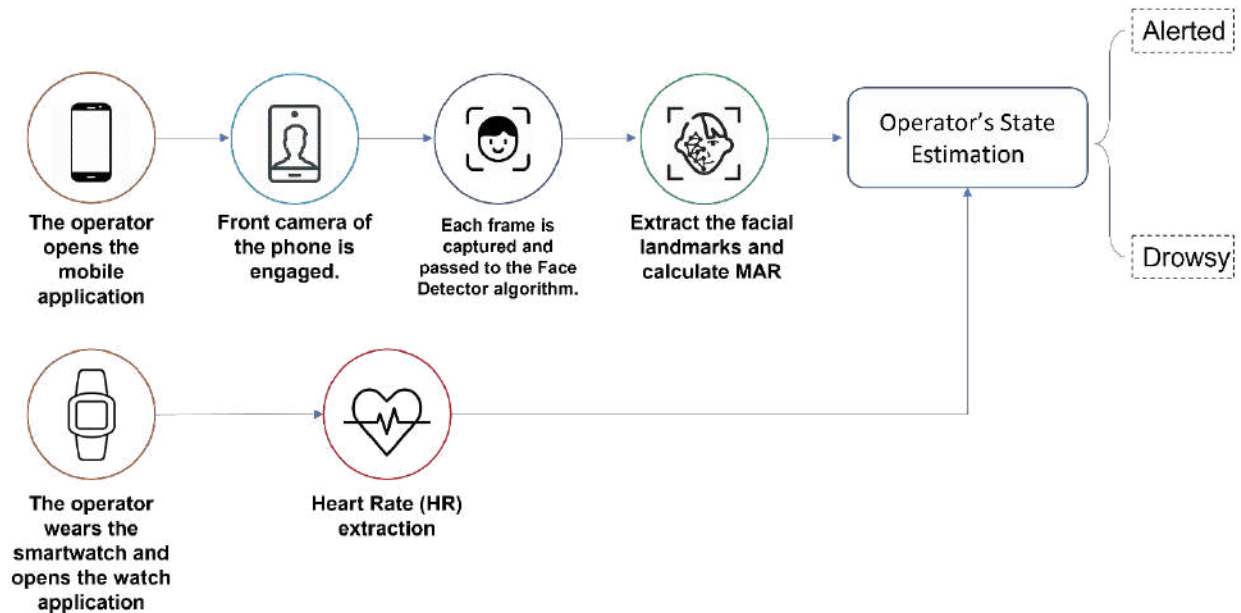 Alerted
Operator's State
Estimation
Drowsy
The operator
opens the
mobile
application
Front camera of
the phone is
engaged.
Each frame is
captured and
passed to the Face
Detector algorithm.
Extract the facial
landmarks and
calculate MAR
The operator
wears the
smartwatch and
opens the watch
application
Heart Rate (HR)
extraction